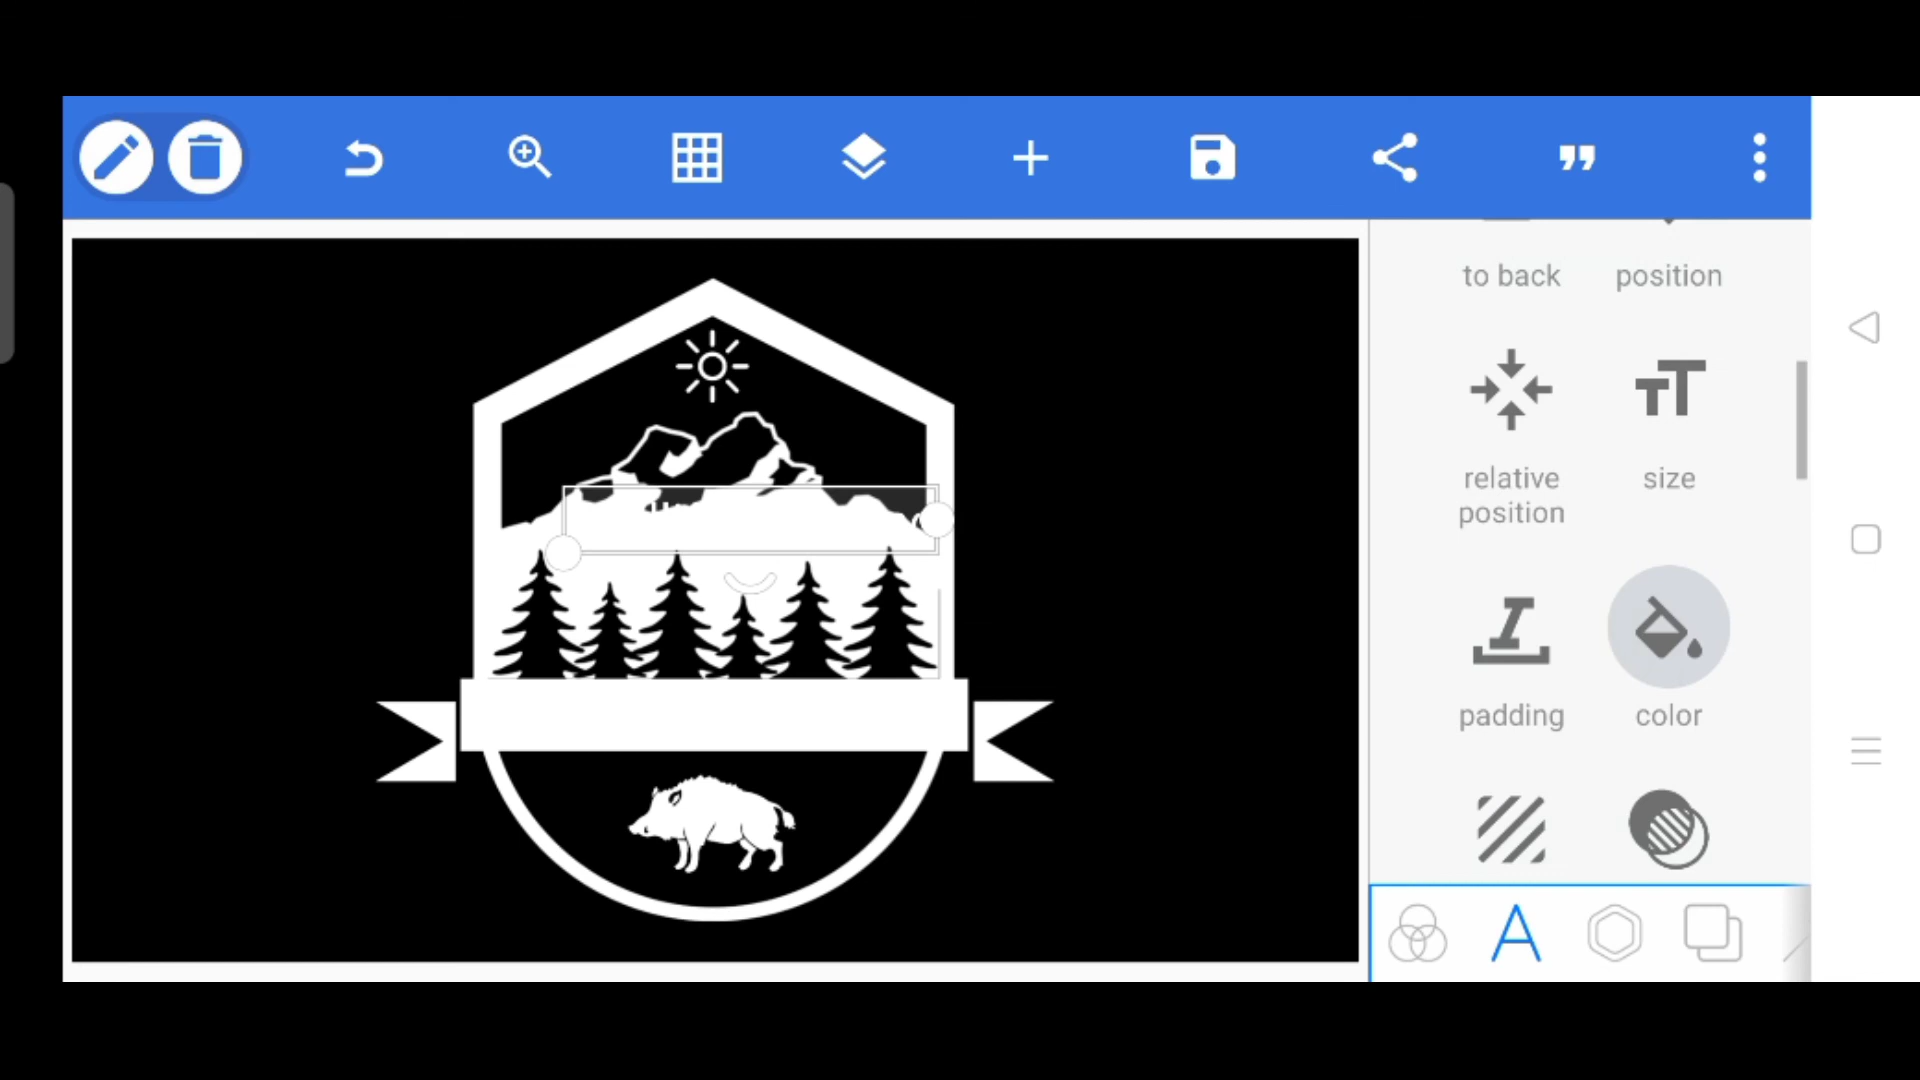 to back position
relative position size
padding color